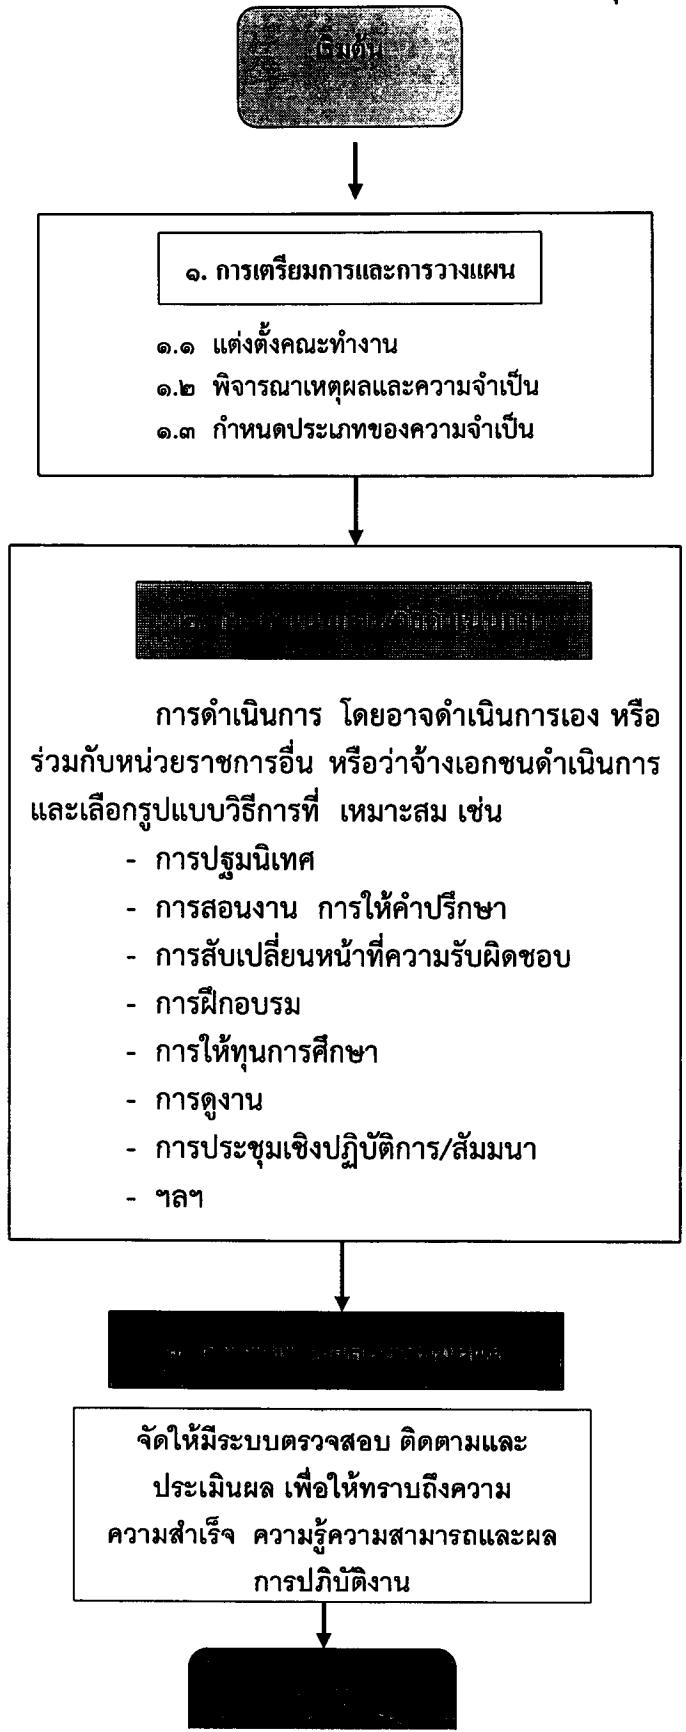 เริ่มต้น
๑. การเตรียมการและการวางแผน
๑.๑ แต่งตั้งคณะทำงาน
๑.๒ พิจารณาเหตุผลและความจำเป็น
๑.๓ กำหนดประเภทของความจำเป็น
การดำเนินการ โดยอาจดำเนินการเอง หรือ
ร่วมกับหน่วยราชการอื่น หรือว่าจ้างเอกชนดำเนินการ
และเลือกรูปแบบวิธีการที่ เหมาะสม เช่น
- การปฐมนิเทศ
- การสอนงาน การให้คำปรึกษา
- การสับเปลี่ยนหน้าที่ความรับผิดชอบ
- การฝึกอบรม
- การให้ทุนการศึกษา
- การดูงาน
- การประชุมเชิงปฏิบัติการ/สัมมนา
- ฯลฯ
จัดให้มีระบบตรวจสอบ ติดตามและ
ประเมินผล เพื่อให้ทราบถึงความ
ความสำเร็จ ความรู้ความสามารถและผล
การปภิบัติงาน